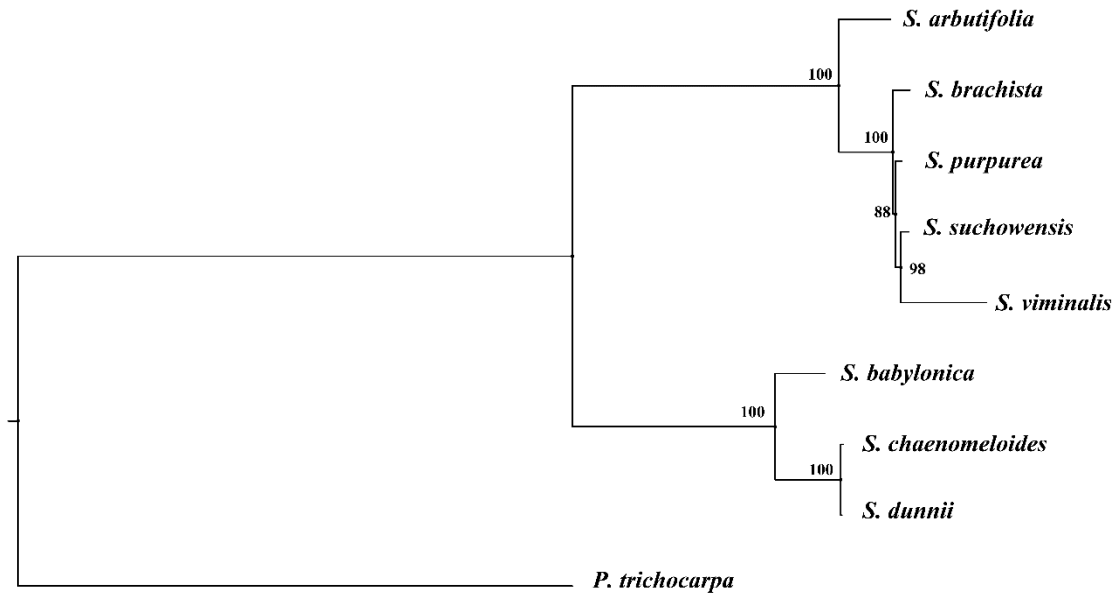 S. arbutifolia
100
S. brachista
100
S. purpurea
88
S. suchowensis
98
S. viminalis
S. babylonica
100
S. chaenomeloides
100
S. dunnii
P. trichocarpa